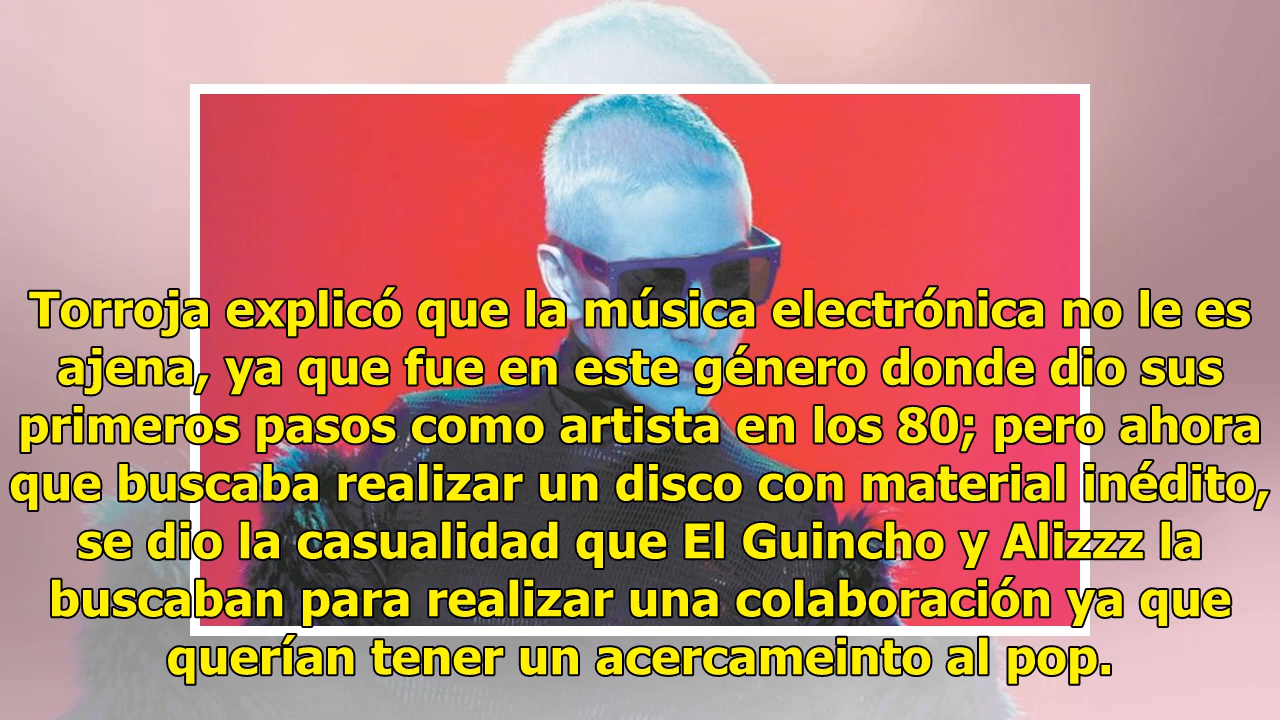 Torroja explicó que la música electrónica no le es
ajena, ya que fue en este género donde dio sus
primeros pasos como artista en los 80; pero ahora
que buscaba realizar un disco con material inédito,
se dio la casualidad que El Guincho y Alizzz la
buscaban para realizar una colaboración ya que
querían tener un acercameinto al pop.